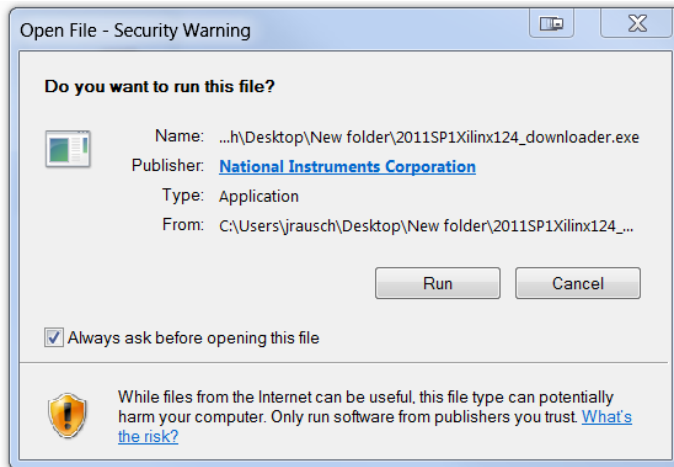 Open File - Security Warning
Do you want to run this file?
Name: ...h\Desktop\New folder\2011SP1Xilinx124_downloader.exe
Publisher: National Instruments Corporation
Type: Application
From: C:\Users\jrausch\Desktop\New folder\2011SP1Xilinx124_...
Run Cancel
Always ask before opening this file
While files from the Internet can be useful, this file type can potentially
harm your computer. Only run software from publishers you trust. What's
the risk?